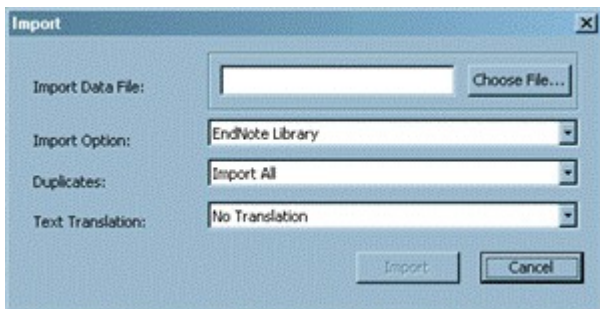 Import
Import Data File:
Choose File...
Import Option:
EndNote Library
Duplicates:
Import All
Text Translation:
No Translation
Import
Cancel